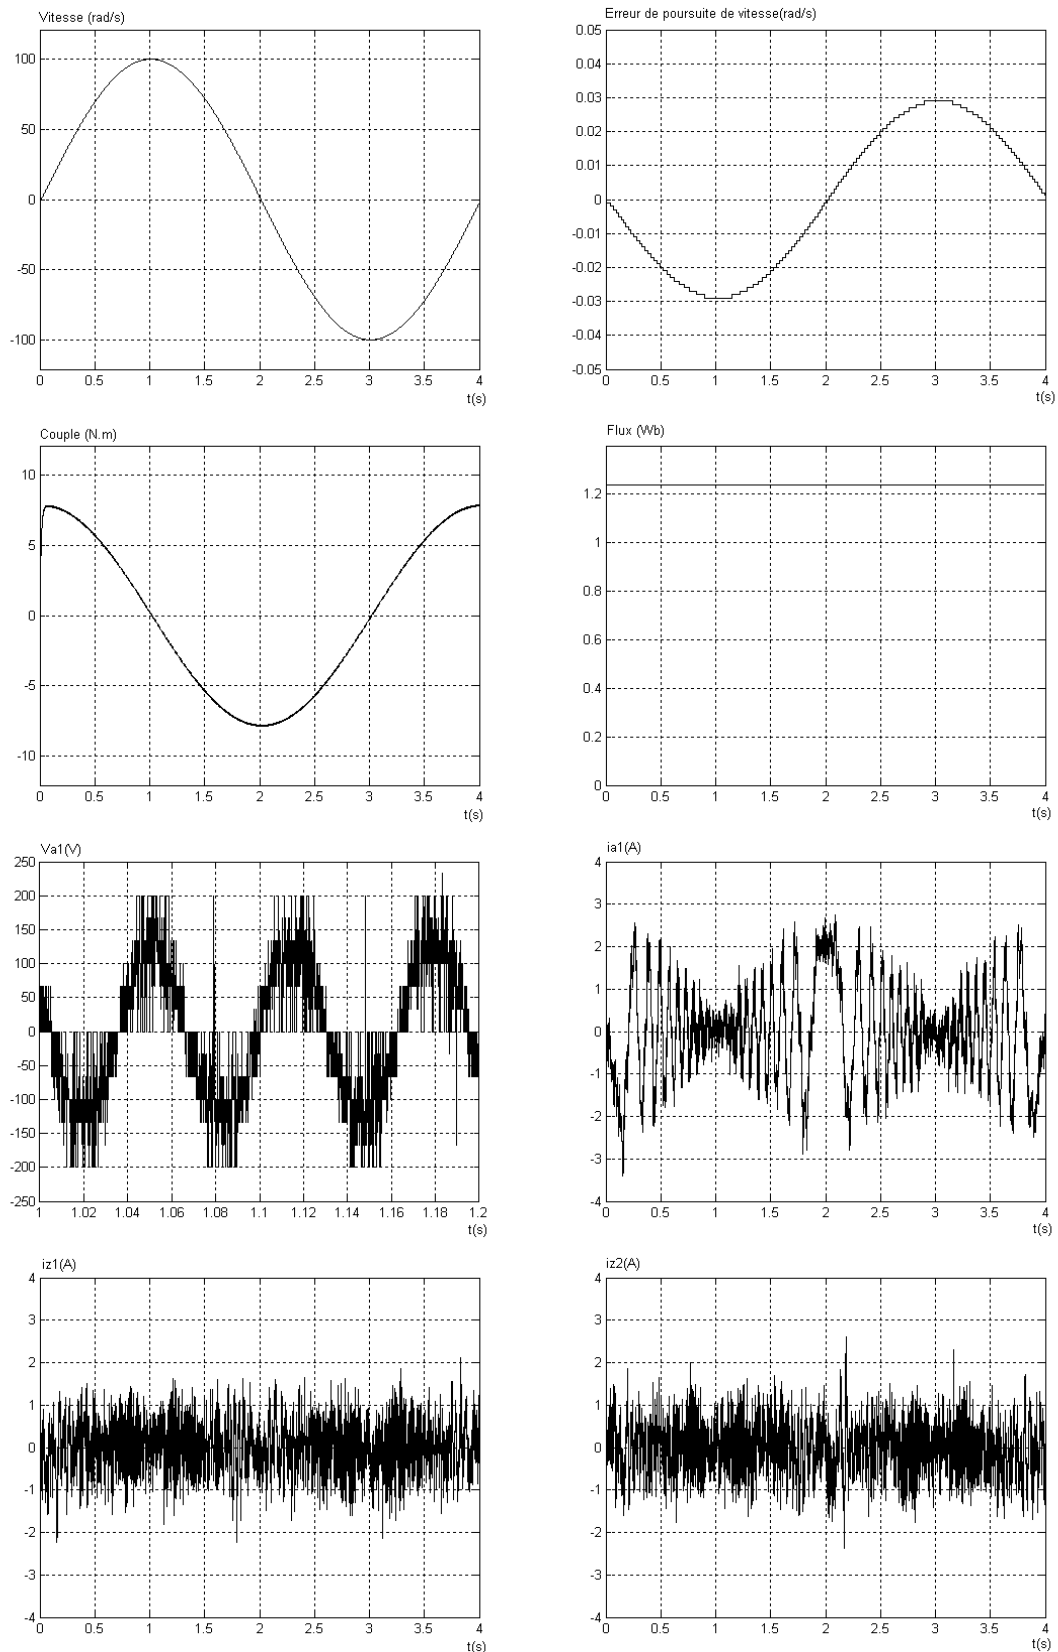 Vitesse (rad/s)
100
50
0
-50
-100
0 0.5 1 1.5 2 2.5 3 3.5 4
t(s)
Erreur de poursuite de vitesse(rad/s)
0.05
0.04
0.03
0.02
0.01
0
-0.01
-0.02
-0.03
-0.04
-0.05
0 0.5 1 1.5 2 2.5 3 3.5 4
t(s)
Couple (N.m)
10
5
0
-5
-10
0 0.5 1 1.5 2 2.5 3 3.5 4
t(s)
Flux (Wb)
1.2
1
0.8
0.6
0.4
0.2
0
0 0.5 1 1.5 2 2.5 3 3.5 4
t(s)
Va1(V)
250
200
150
100
50
0
-50
-100
-150
-200
-250
1 1.02 1.04 1.06 1.08 1.1 1.12 1.14 1.16 1.18 1.2
t(s)
ia1(A)
4
3
2
1
0
-1
-2
-3
-4
0 0.5 1 1.5 2 2.5 3 3.5 4
t(s)
iz1(A)
4
3
2
1
0
-1
-2
-3
-4
0 0.5 1 1.5 2 2.5 3 3.5 4
t(s)
iz2(A)
4
3
2
1
0
-1
-2
-3
-4
0 0.5 1 1.5 2 2.5 3 3.5 4
t(s)